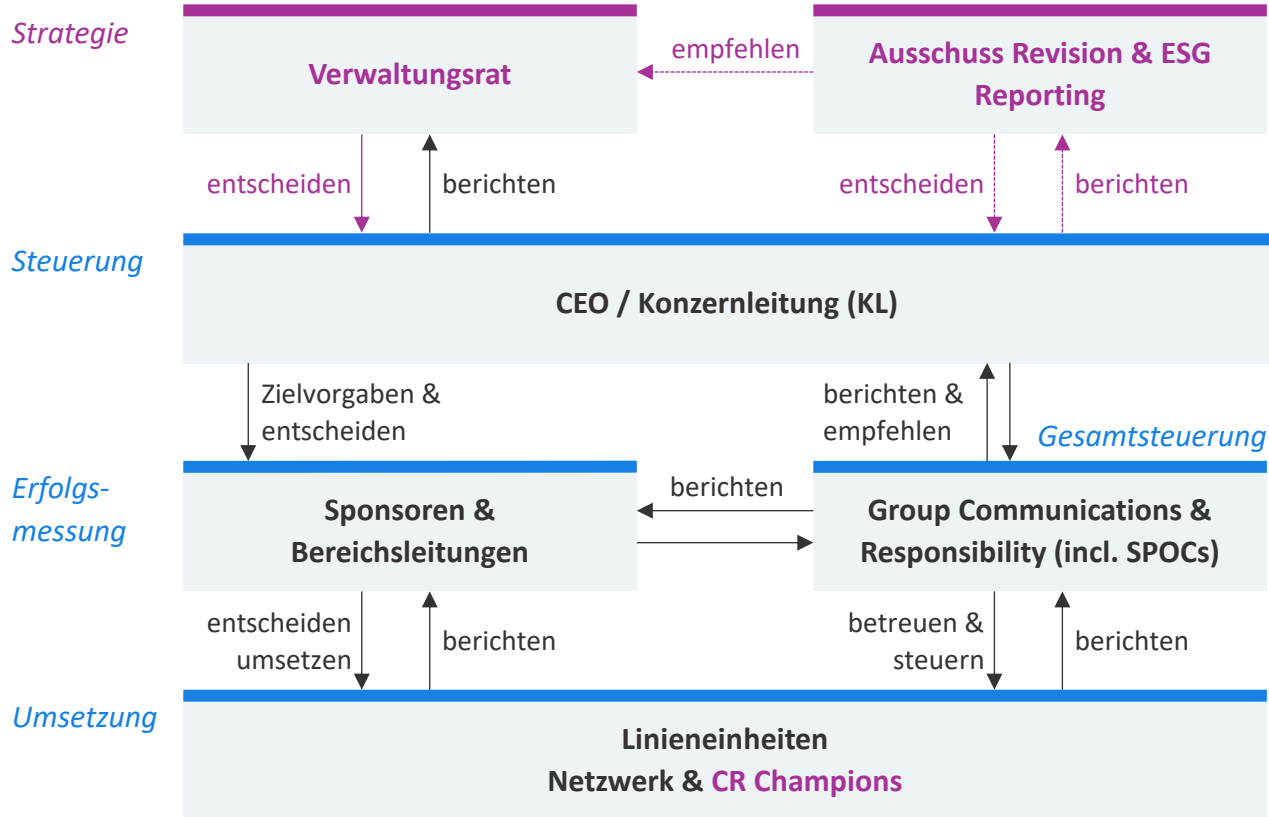 Strategie
Verwaltungsrat
empfehlen
Ausschuss Revision & ESG
Reporting
entscheiden
berichten
entscheiden
berichten
Steuerung
CEO / Konzernleitung (KL)
Zielvorgaben &
entscheiden
berichten &
empfehlen
Gesamtsteuerung
Erfolgs-
messung
Sponsoren &
Bereichsleitungen
berichten
Group Communications &
Responsibility (incl. SPOCs)
entscheiden
umsetzen
berichten
betreuen &
steuern
berichten
Umsetzung
Linieneinheiten
Netzwerk & CR Champions